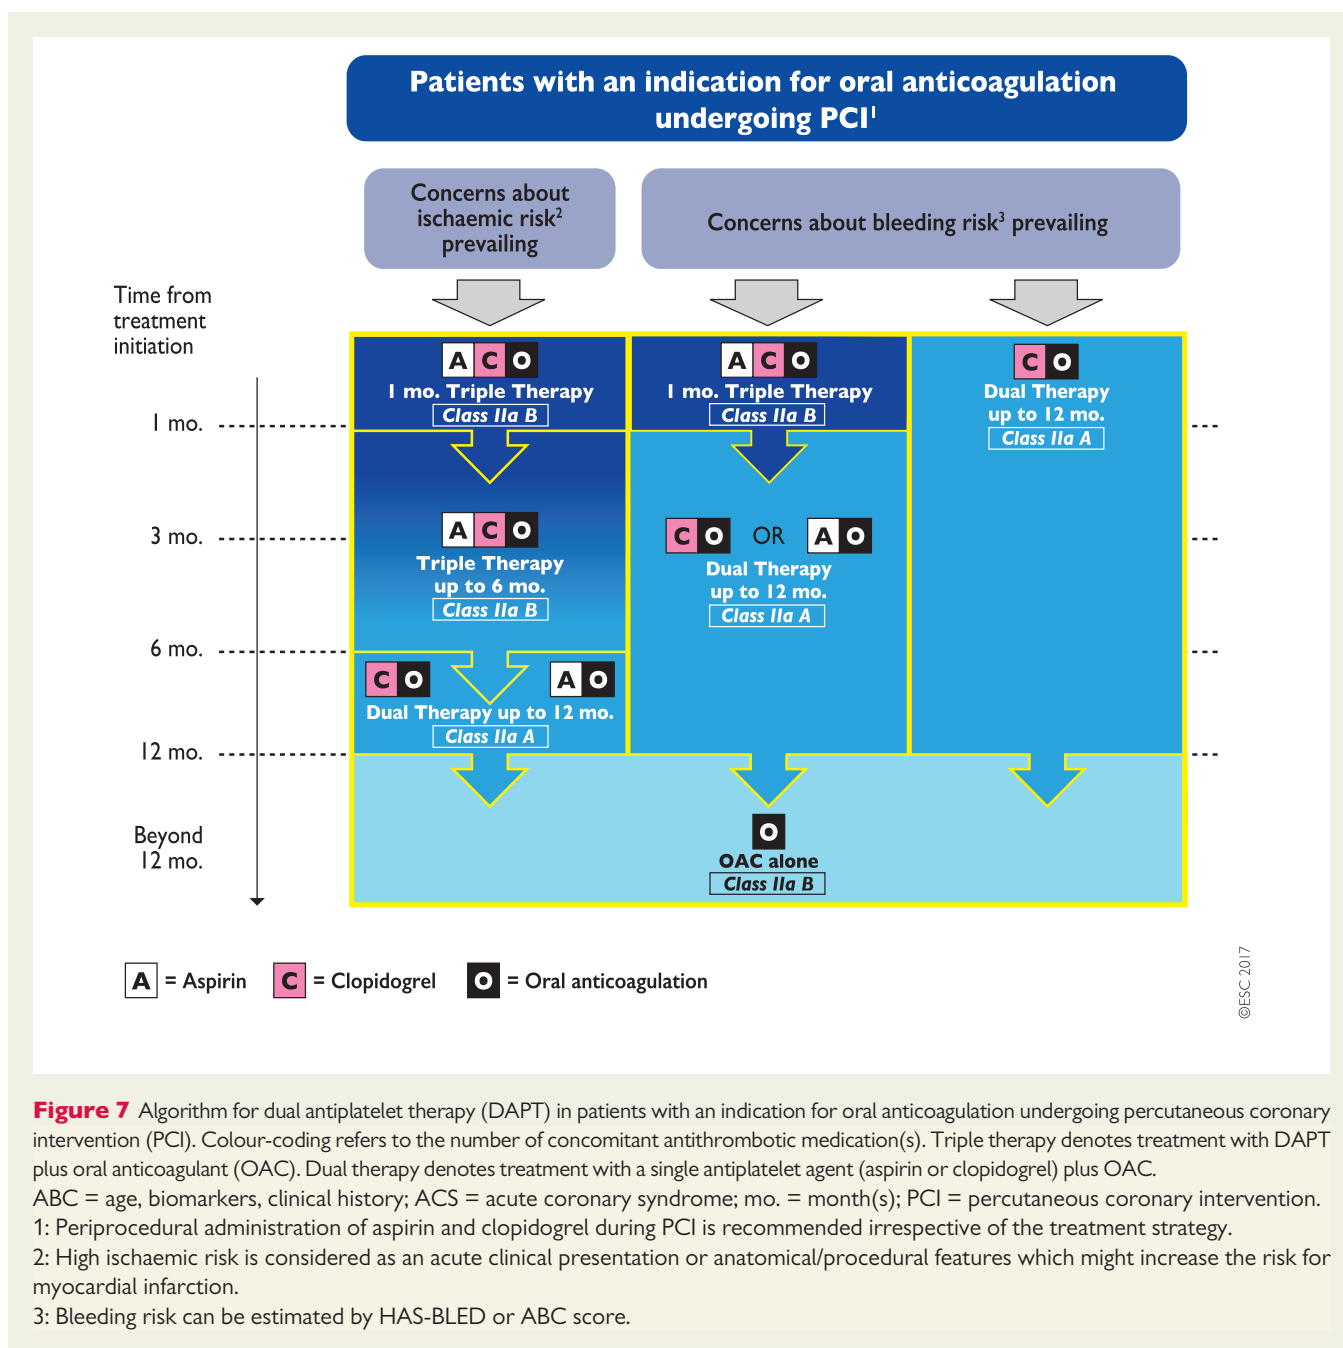 Patients with an indication for oral anticoagulation
undergoing PCI1
Concerns about
ischaemic risk2
prevailing
Concerns about bleeding risk3 prevailing
Time from
treatment
initiation
A C O
1 mo. Triple Therapy
Class IIa B
A C O
1 mo. Triple Therapy
Class IIa B
C O
Dual Therapy
up to 12 mo.
Class IIa A
1 mo.
3 mo.
A C O
Triple Therapy
up to 6 mo.
Class IIa B
C O OR A O
Dual Therapy
up to 12 mo.
Class IIa A
6 mo.
C O A O
Dual Therapy up to 12 mo.
Class IIa A
12 mo.
Beyond
12 mo.
O
OAC alone
Class IIa B
A = Aspirin C = Clopidogrel O = Oral anticoagulation
©ESC 2017
Figure 7 Algorithm for dual antiplatelet therapy (DAPT) in patients with an indication for oral anticoagulation undergoing percutaneous coronary
intervention (PCI). Colour-coding refers to the number of concomitant antithrombotic medication(s). Triple therapy denotes treatment with DAPT
plus oral anticoagulant (OAC). Dual therapy denotes treatment with a single antiplatelet agent (aspirin or clopidogrel) plus OAC.
ABC = age, biomarkers, clinical history; ACS = acute coronary syndrome; mo. = month(s); PCI = percutaneous coronary intervention.
1: Periprocedural administration of aspirin and clopidogrel during PCI is recommended irrespective of the treatment strategy.
2: High ischaemic risk is considered as an acute clinical presentation or anatomical/procedural features which might increase the risk for
myocardial infarction.
3: Bleeding risk can be estimated by HAS-BLED or ABC score.